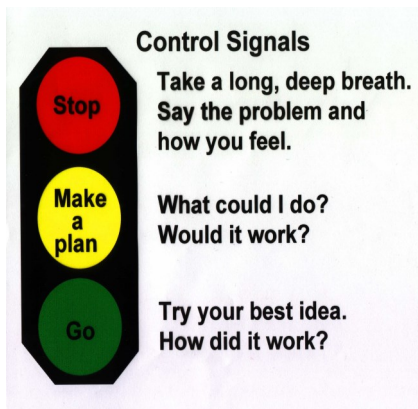 Control Signals
Stop
Take a long, deep breath.
Say the problem and
how you feel.
Make
a
plan
What could I do?
Would it work?
Go
Try your best idea.
How did it work?